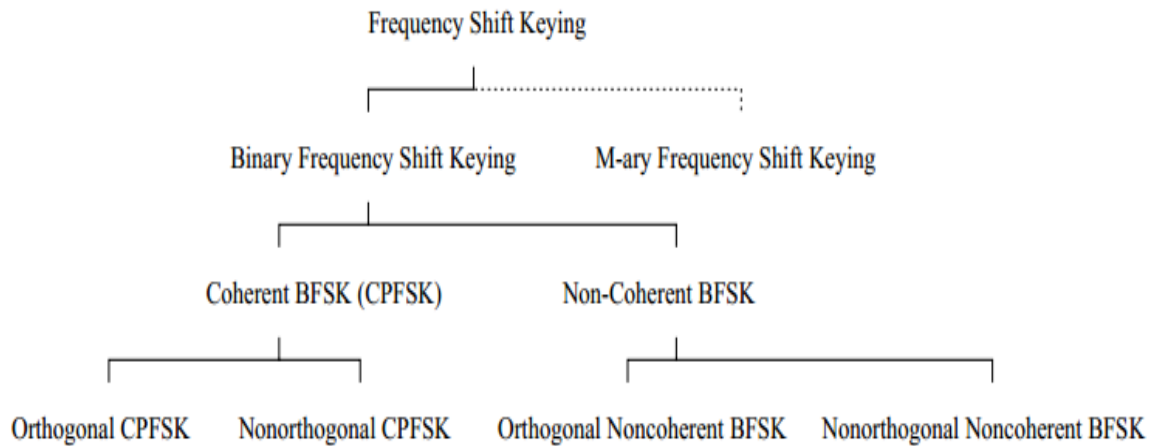 Frequency Shift Keying
Binary Frequency Shift Keying
M-ary Frequency Shift Keying
Coherent BFSK (CPFSK)
Non-Coherent BFSK
Orthogonal CPFSK
Nonorthogonal CPFSK
Orthogonal Noncoherent BFSK
Nonorthogonal Noncoherent BFSK